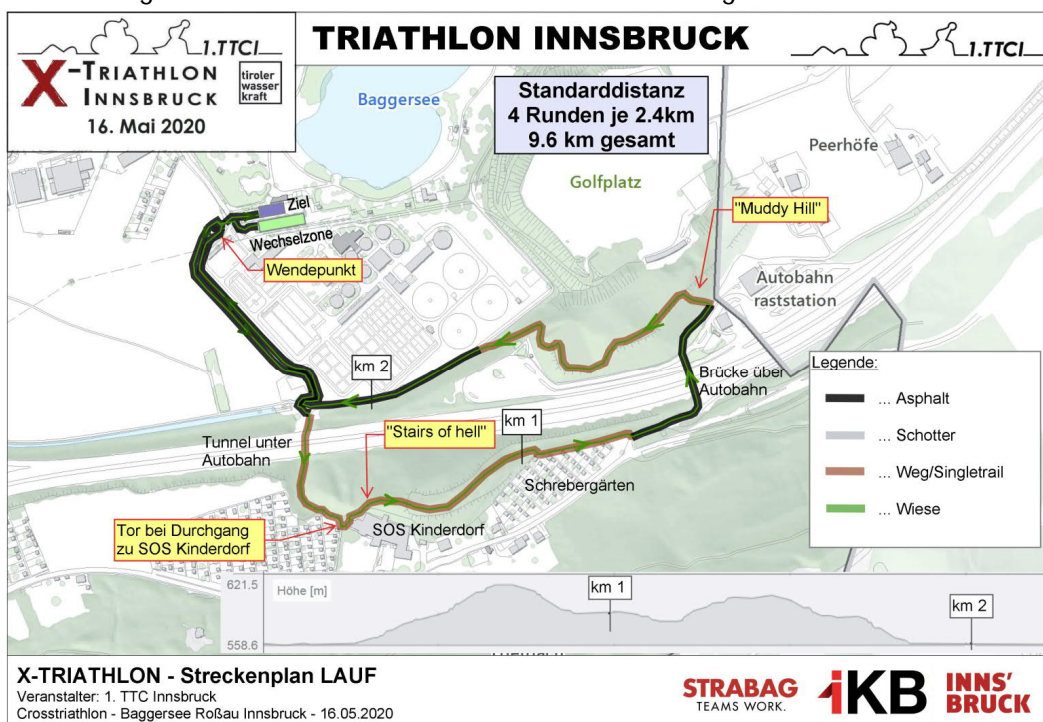 1.TTCI
X-TRIATHLON
INNSBRUCK
tiroler
wasser
kraft
16. Mai 2020
TRIATHLON INNSBRUCK
1.TTCI
Standarddistanz
4 Runden je 2.4km
9.6 km gesamt
Baggersee
Peerhöfe
Golfplatz
"Muddy Hill"
Ziel
Wechselzone
Wendepunkt
Autobahn
raststation
Brücke über
Autobahn
km 2
km 1
"Stairs of hell"
Tunnel unter
Autobahn
Schrebergärten
Tor bei Durchgang
zu SOS Kinderdorf
SOS Kinderdorf
Legende:
... Asphalt
... Schotter
... Weg/Singletrail
... Wiese
621.5
Höhe [m]
km 1
km 2
558.6
X-TRIATHLON - Streckenplan LAUF
Veranstalter: 1. TTC Innsbruck
Crosstriathlon - Baggersee Roßau Innsbruck - 16.05.2020
STRABAG
TEAMS WORK.
iKB
INNS'
BRUCK